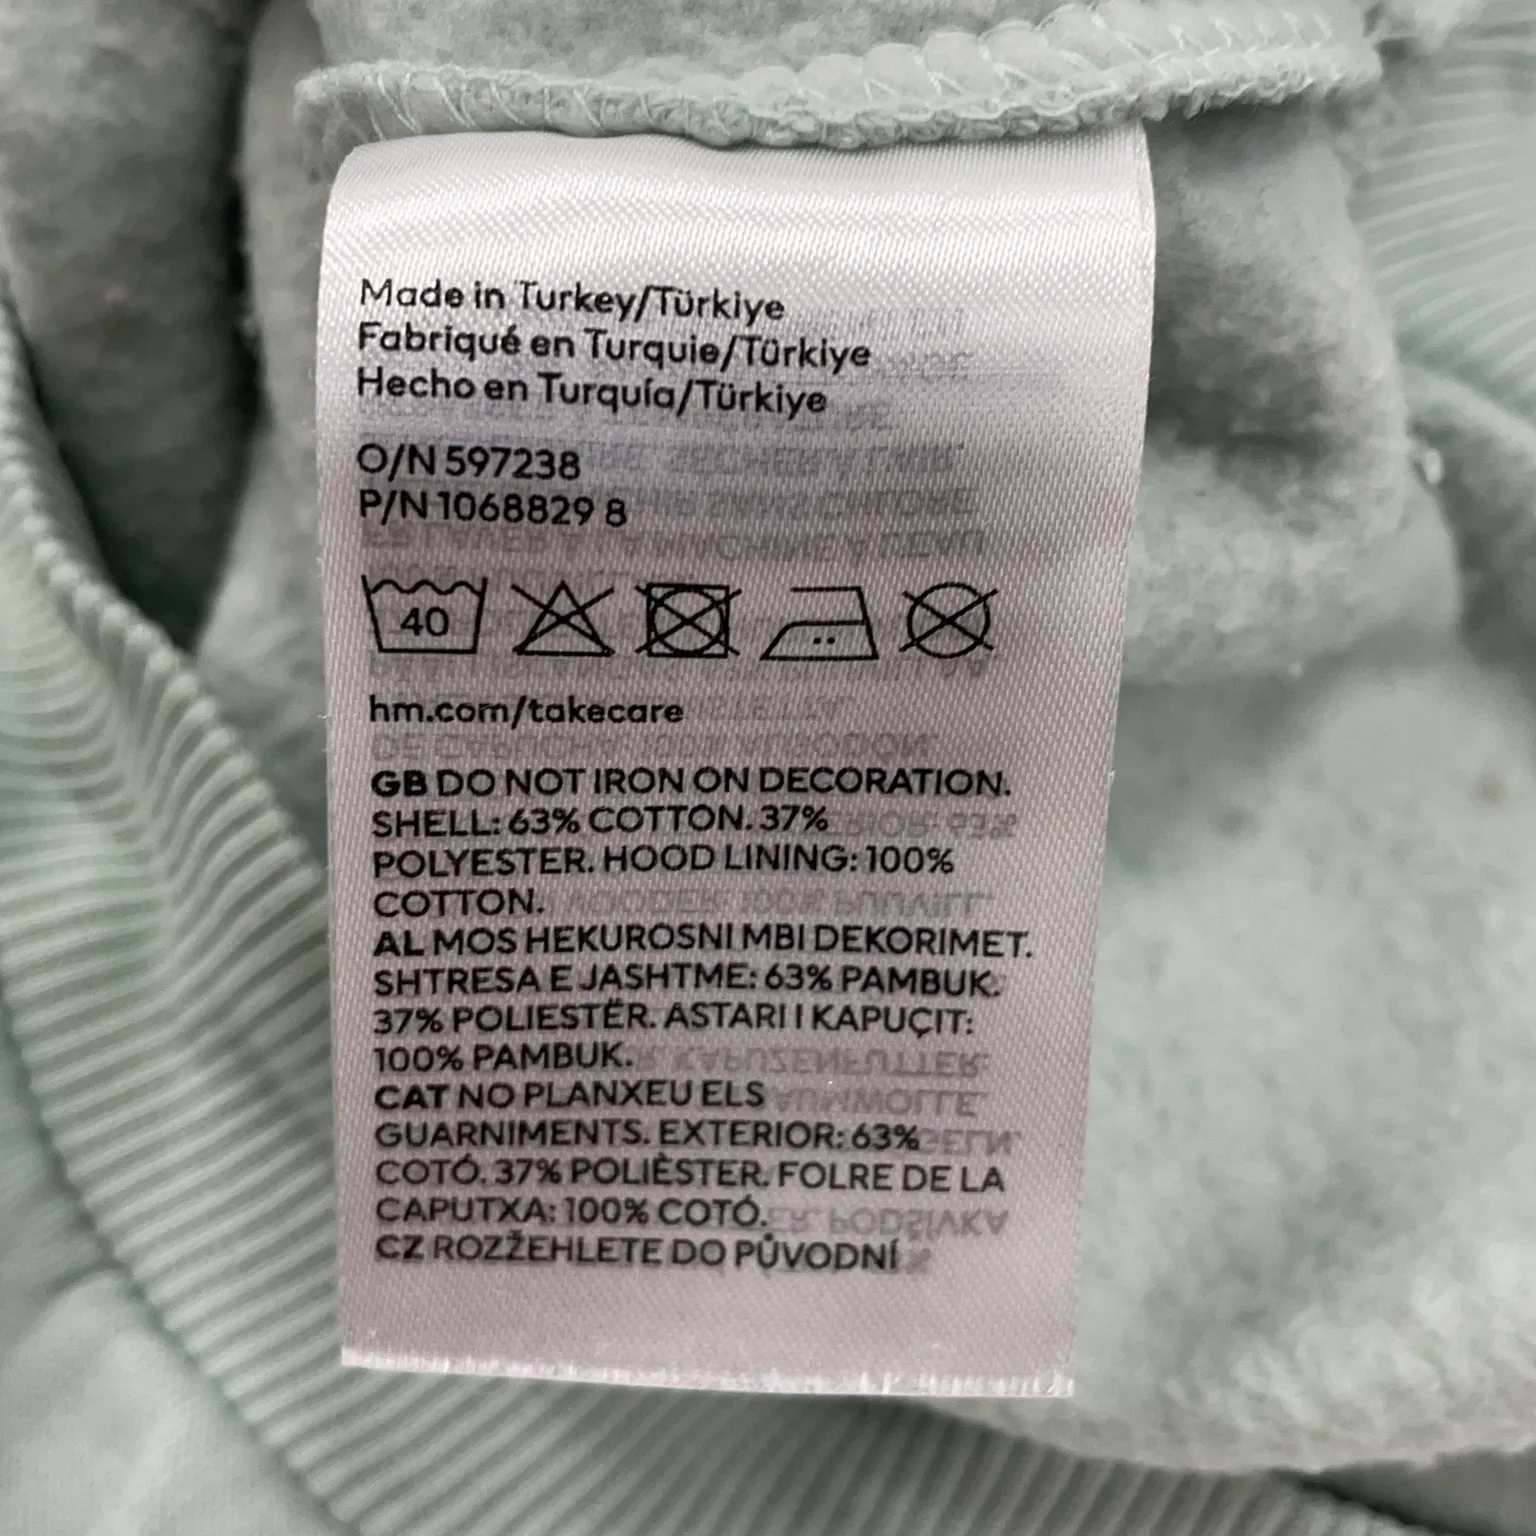 Made in Turkey/Türkiye
Fabriqué en Turquie/Türkiye
Hecho en Turquía/Türkiye
O/N 597238
P/N 1068829 8
40
hm.com/takecare
GB DO NOT IRON ON DECORATION.
SHELL: 63% COTTON. 37%
POLYESTER. HOOD LINING: 100%
COTTON.
AL MOS HEKUROSNI MBI DEKORIMET.
SHTRESA E JASHTME: 63% PAMBUK.
37% POLIESTËR. ASTARI I KAPUÇIT:
100% PAMBUK.
CAT NO PLANXEU ELS
GUARNIMENTS. EXTERIOR: 63%
COTÓ. 37% POLIÈSTER. FOLRE DE LA
CAPUTXA: 100% COTÓ.
CZ ROZŽEHLETE DO PŮVODNÍ